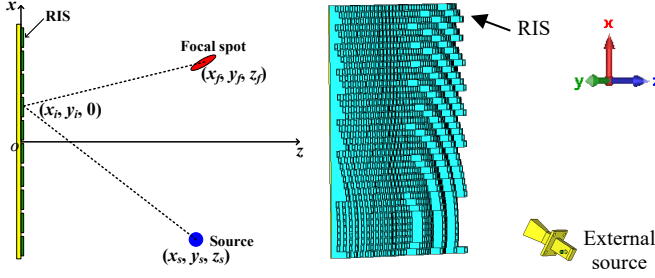 x
RIS
Focal spot
(xf, yf, zf)
(xi, yi, 0)
O
z
Source
(xs, ys, zs)
RIS
x
y
z
External
source